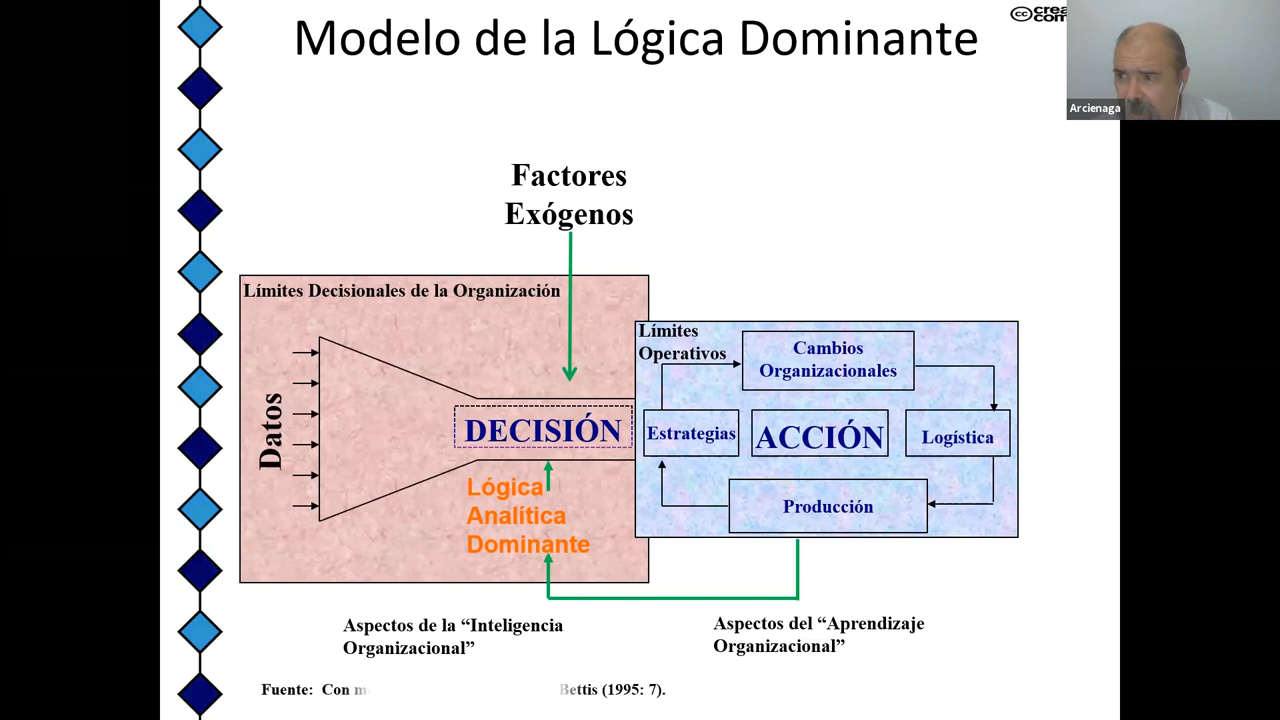 Modelo de la Lógica Dominante
cc
Arcienaga
Factores
Exógenos
Límites Decisionales de la Organización
Datos
DECISIÓN
Lógica
Analítica
Dominante
Límites
Operativos
Cambios
Organizacionales
Estrategias
ACCIÓN
Logística
Producción
Aspectos de la “Inteligencia
Organizacional”
Aspectos del “Aprendizaje
Organizacional”
Fuente: Con Bettis (1995: 7).